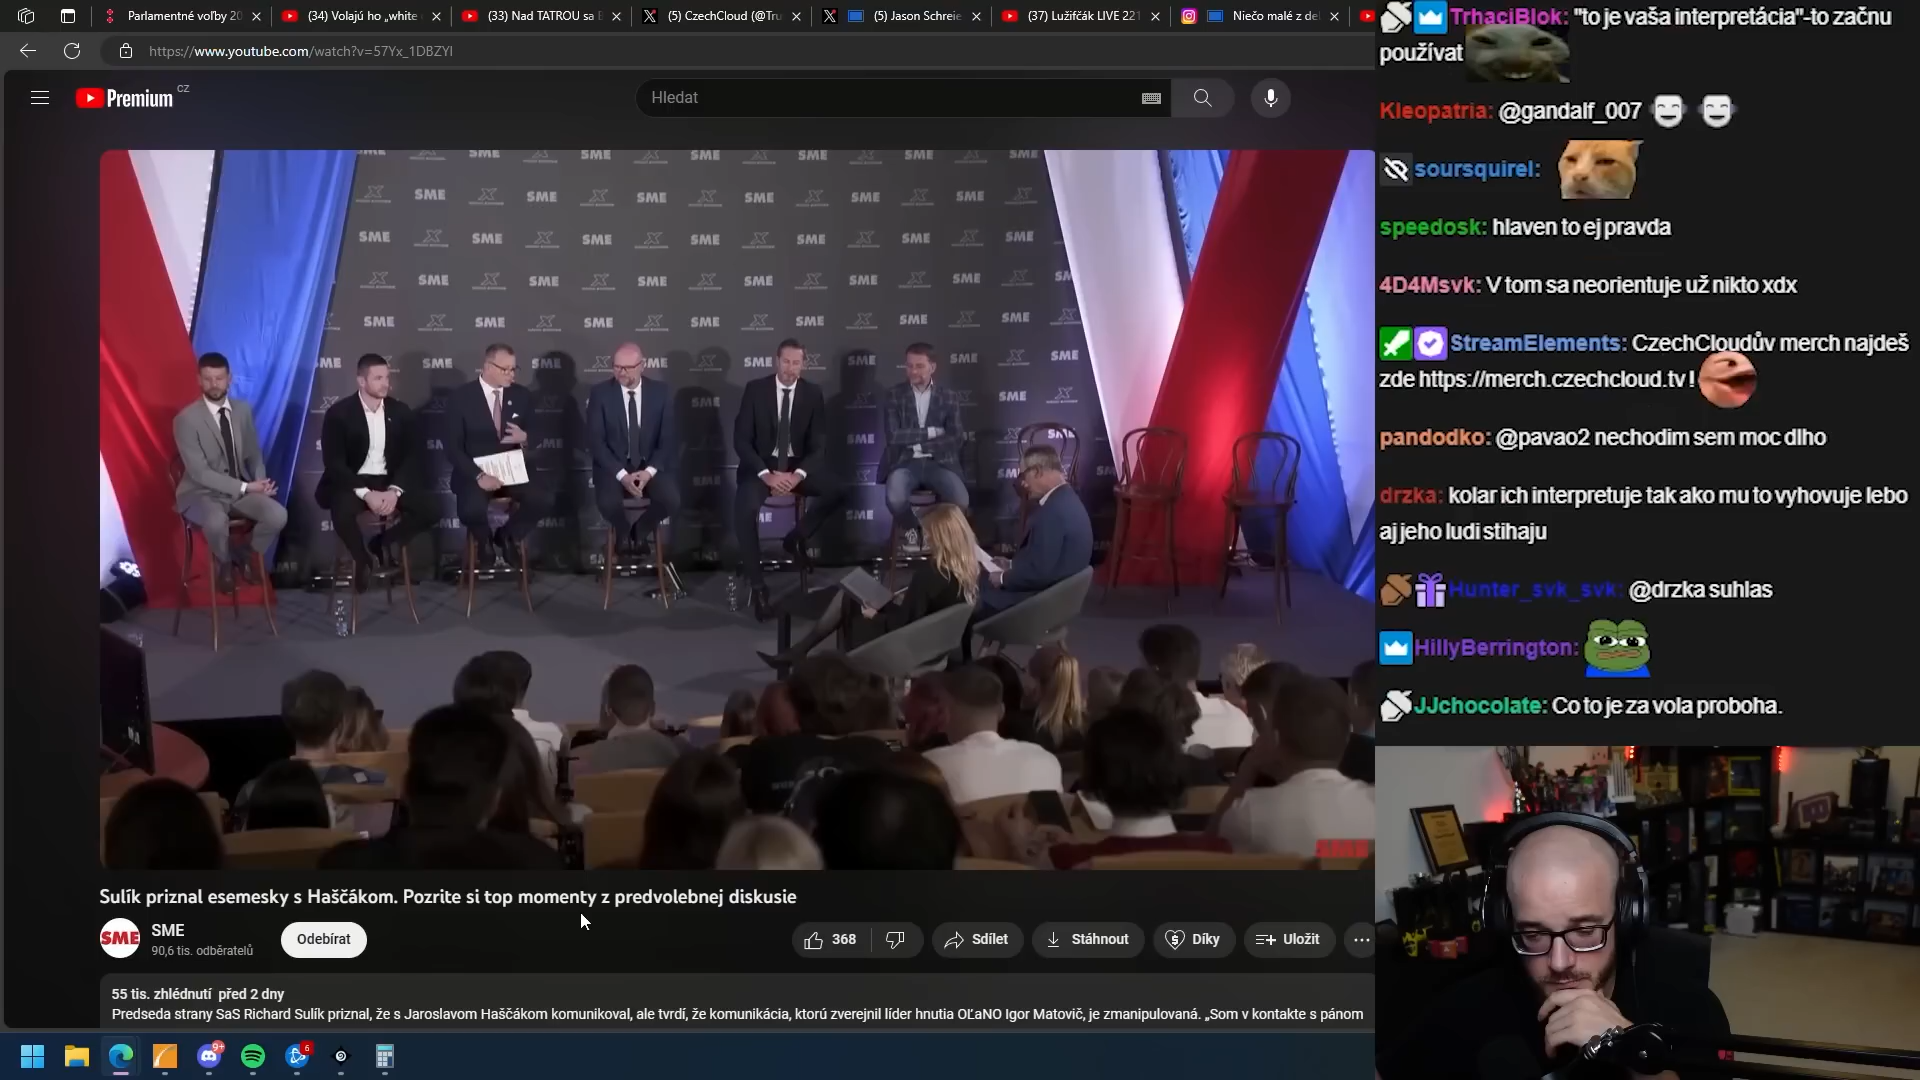 Parlamentné voľby 20
(34) Volajú ho „white
(33) Nad TATROU sa
(5) CzechCloud (@Tru
(5) Jason Schreie
(37) Lužifčák LIVE 221
Niečo malé z de
https://www.youtube.com/watch?v=57Yx_1DBZYI
Premium CZ
Hledat
SME
Sulík priznal esemesky s Haščákom. Pozrite si top momenty z predvolebnej diskusie
SME
90,6 tis. odběratelů
Odebírat
368
Sdílet
Stáhnout
Díky
Uložit
55 tis. zhlédnutí před 2 dny
Predseda strany SaS Richard Sulík priznal, že s Jaroslavom Haščákom komunikoval, ale tvrdí, že komunikácia, ktorú zverejnil líder hnutia OĽaNO Igor Matovič, je zmanipulovaná. „Som v kontakte s pánom
9+
6
TrhaciBlok: "to je vaša interpretácia"-to začnu
používat
Kleopatria: @gandalf_007
soursquirel:
speedosk: hlaven to ej pravda
4D4Msvk: V tom sa neorientuje už nikto xdx
StreamElements: CzechCloudův merch najdeš
zde https://merch.czechcloud.tv !
pandodko: @pavao2 nechodim sem moc dlho
drzka: kolar ich interpretuje tak ako mu to vyhovuje lebo
aj jeho ludi stihaju
Hunter_svk_svk: @drzka suhlas
HillyBerrington:
JJchocolate: Co to je za vola proboha.